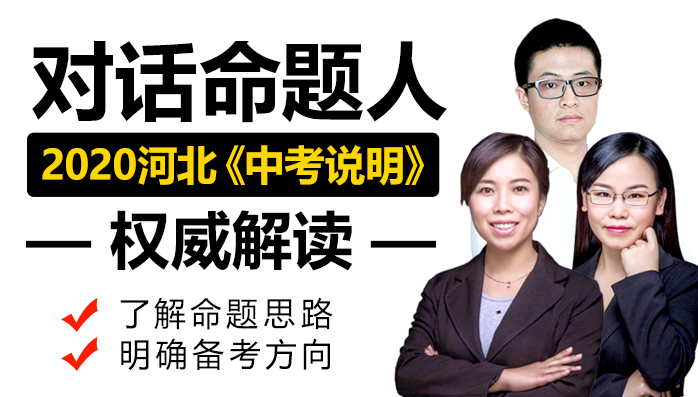 对话命题人
2020河北《中考说明》
— 权威解读 —
了解命题思路
明确备考方向